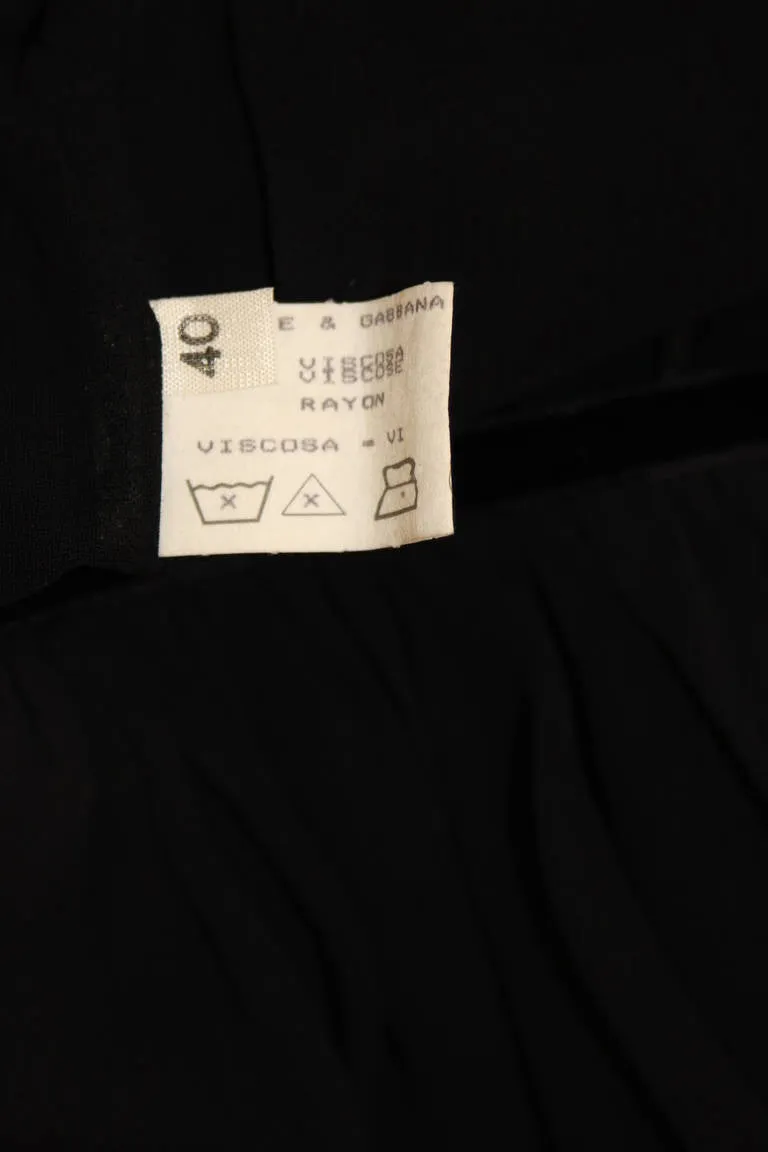 40
E & GABBANA
VISCOSA
VISCOSE
RAYON
VISCOSA = VI